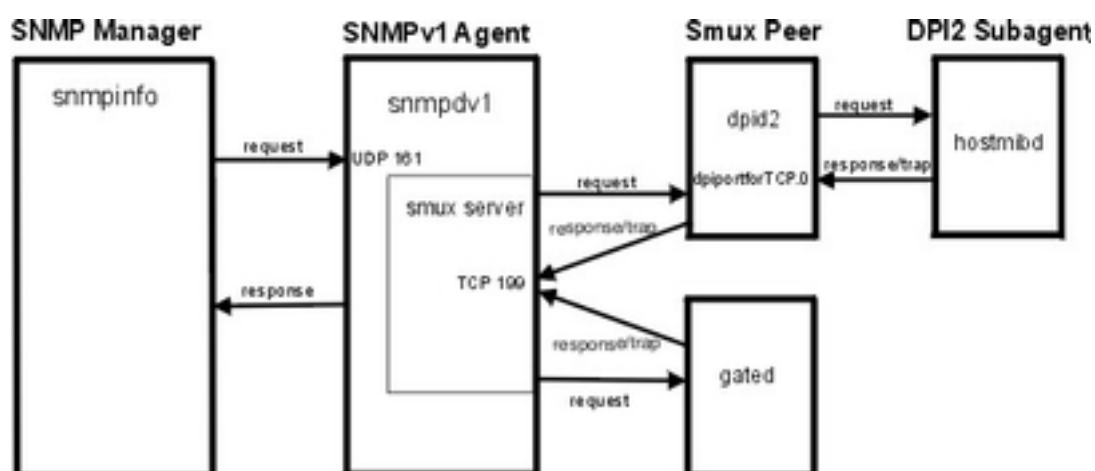 SNMP Manager
SNMPv1 Agent
Smux Peer
DPI2 Subagent
snmpinfo
snmpdv1
dpid2
hostmibd
request
request
UDP 161
response/trap
dpiportforTCP.0
request
smux server
response/trap
TCP 199
response
response/trap
gated
request